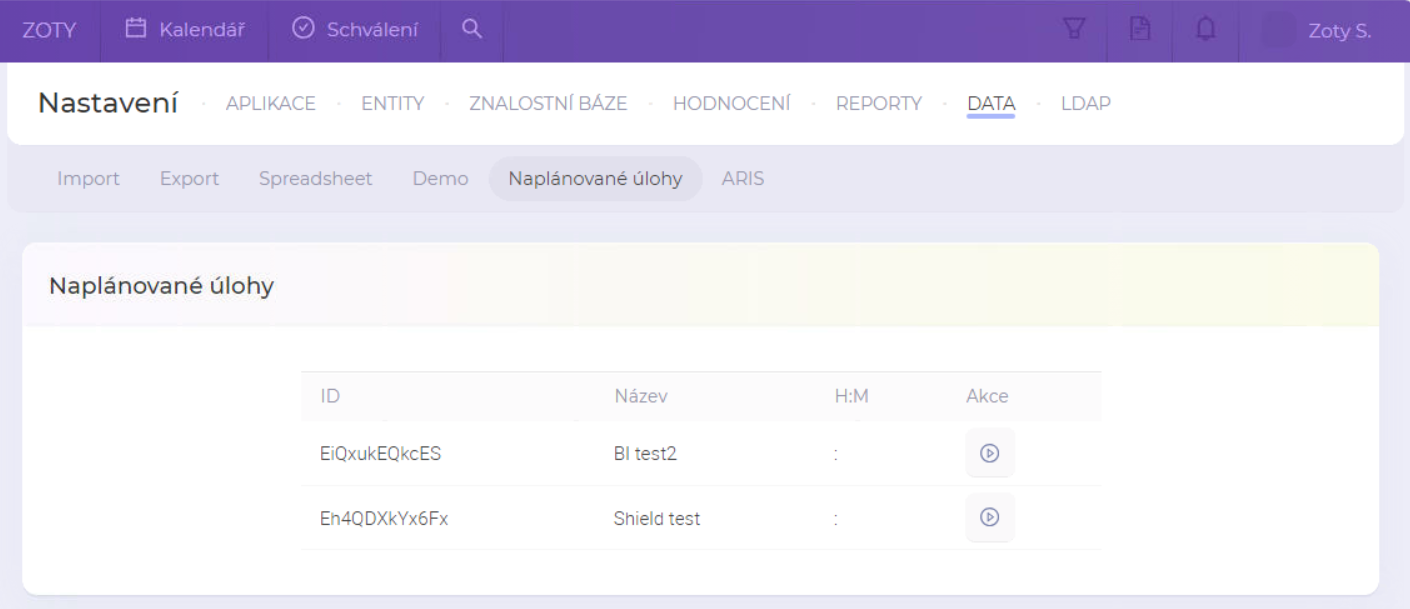 ZOTY Kalendář Schválení Zoty S.
Nastavení · APLIKACE · ENTITY · ZNALOSTNÍ BÁZE · HODNOCENÍ · REPORTY · DATA · LDAP
Import Export Spreadsheet Demo Naplánované úlohy ARIS
Naplánované úlohy
ID Název H:M Akce
EiQxukEQkcES BI test2 :
Eh4QDXkYx6Fx Shield test :